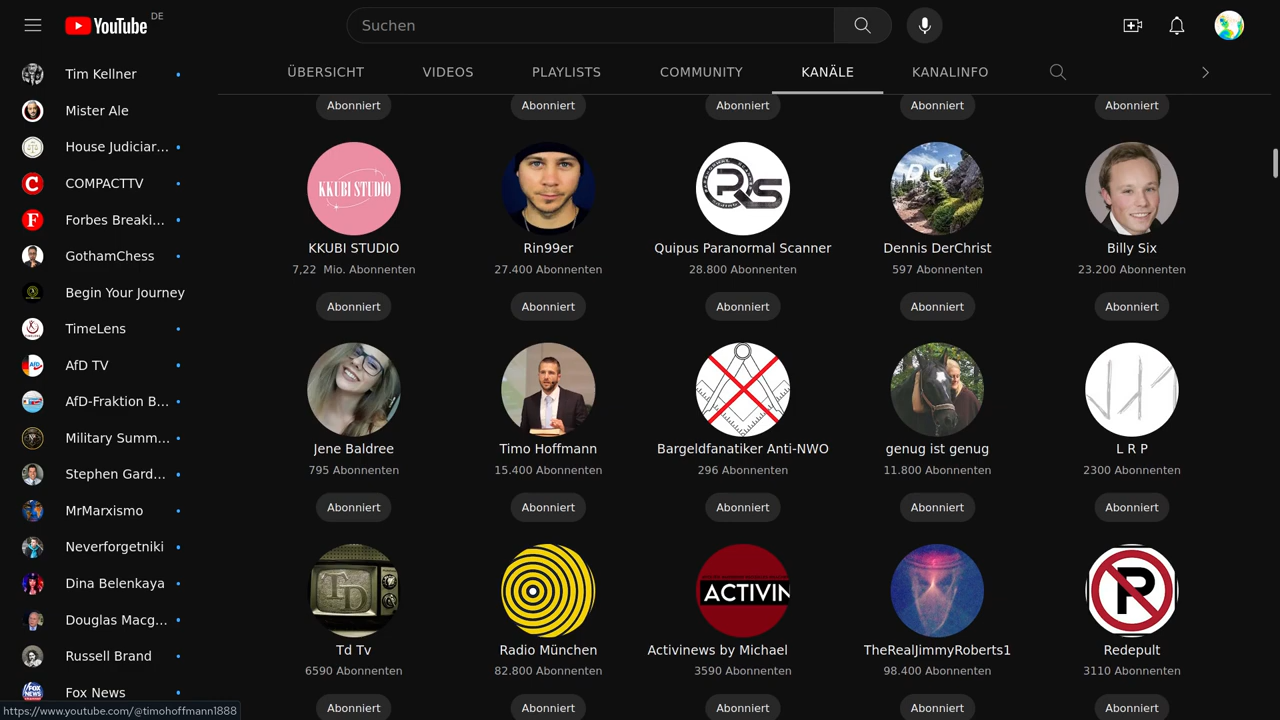 YouTube DE
Suchen
Tim Kellner
Mister Ale
House Judiciar...
COMPACTTV
Forbes Breaki...
GothamChess
Begin Your Journey
TimeLens
AfD TV
AfD-Fraktion B...
Military Summ...
Stephen Gard...
MrMarxismo
Neverforgetniki
Dina Belenkaya
Douglas Macg...
Russell Brand
Fox News
https://www.youtube.com/@timohoffmann1888
ÜBERSICHT VIDEOS PLAYLISTS COMMUNITY KANÄLE KANALINFO
Abonniert Abonniert Abonniert Abonniert Abonniert
KKUBI STUDIO
RS
KKUBI STUDIO Rin99er Quipus Paranormal Scanner Dennis DerChrist Billy Six
7,22 Mio. Abonnenten 27.400 Abonnenten 28.800 Abonnenten 597 Abonnenten 23.200 Abonnenten
Abonniert Abonniert Abonniert Abonniert Abonniert
Jene Baldree Timo Hoffmann Bargeldfanatiker Anti-NWO genug ist genug L R P
795 Abonnenten 15.400 Abonnenten 296 Abonnenten 11.800 Abonnenten 2300 Abonnenten
Abonniert Abonniert Abonniert Abonniert Abonniert
TD
ACTIVIN
P
Td Tv Radio München Activinews by Michael TheRealJimmyRoberts1 Redepult
6590 Abonnenten 82.800 Abonnenten 3590 Abonnenten 98.400 Abonnenten 3110 Abonnenten
Abonniert Abonniert Abonniert Abonniert Abonniert